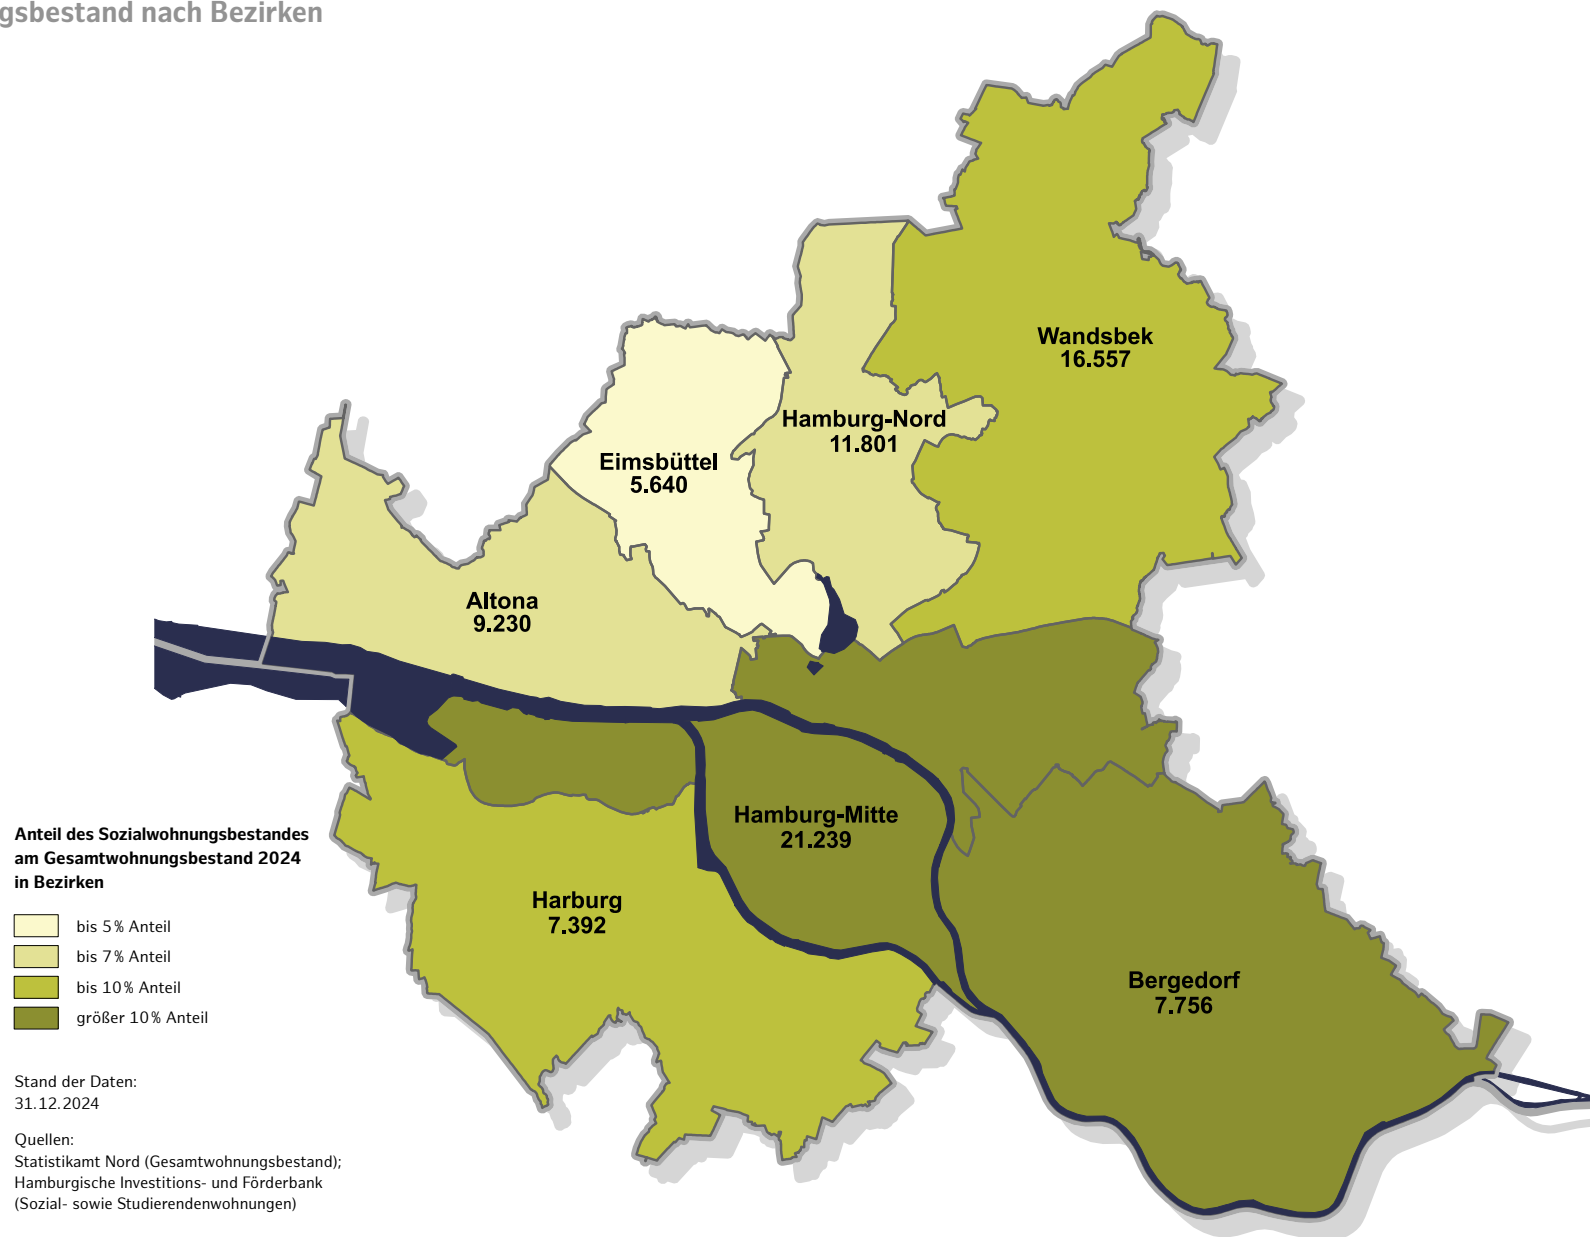 gsbestand nach Bezirken
Wandsbek
16.557
Hamburg-Nord
11.801
Eimsbüttel
5.640
Altona
9.230
Hamburg-Mitte
21.239
Harburg
7.392
Bergedorf
7.756
Anteil des Sozialwohnungsbestandes
am Gesamtwohnungsbestand 2024
in Bezirken
bis 5% Anteil
bis 7% Anteil
bis 10% Anteil
größer 10% Anteil
Stand der Daten:
31.12.2024
Quellen:
Statistikamt Nord (Gesamtwohnungsbestand);
Hamburgische Investitions- und Förderbank
(Sozial- sowie Studierendenwohnungen)